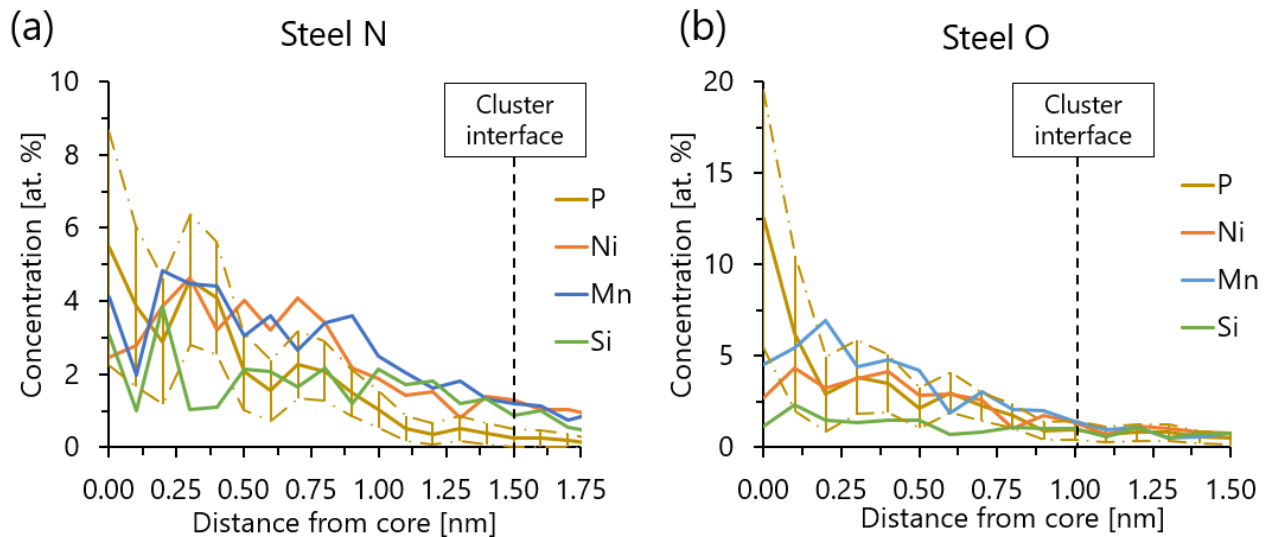 (a)
Steel N
Concentration [at. %]
10
8
6
4
2
0
0.00 0.25 0.50 0.75 1.00 1.25 1.50 1.75
Distance from core [nm]
Cluster
interface
P
Ni
Mn
Si
(b)
Steel O
Concentration [at. %]
20
15
10
5
0
0.00 0.25 0.50 0.75 1.00 1.25 1.50
Distance from core [nm]
Cluster
interface
P
Ni
Mn
Si